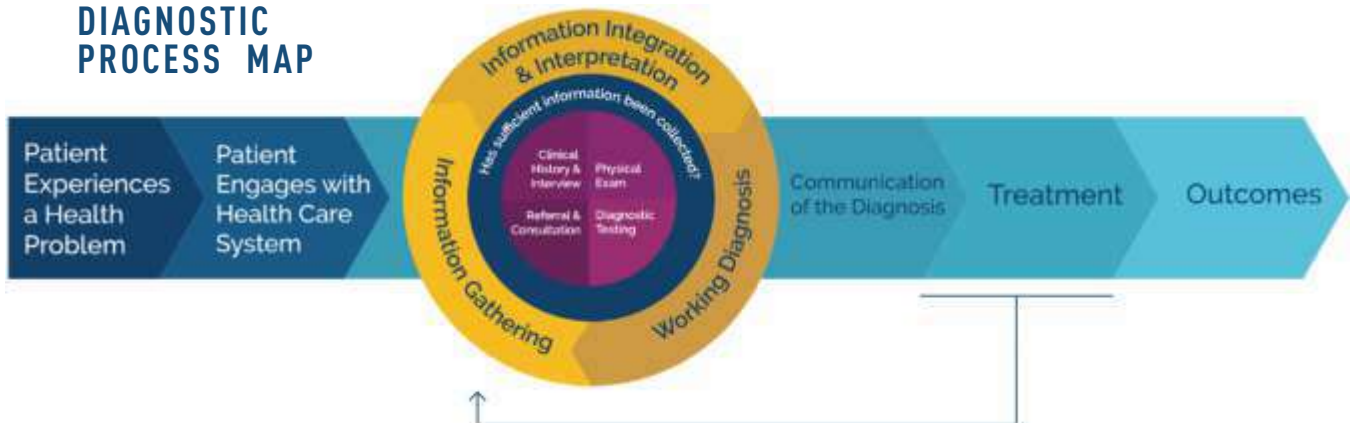 DIAGNOSTIC
PROCESS MAP
Patient
Experiences
a Health
Problem
Patient
Engages with
Health Care
System
Information Integration
& Interpretation
Has sufficient information been collected?
Clinical
History &
Interview
Physical
Exam
Referral &
Consultation
Diagnostic
Testing
Information Gathering
Working Diagnosis
Communication
of the Diagnosis
Treatment
Outcomes